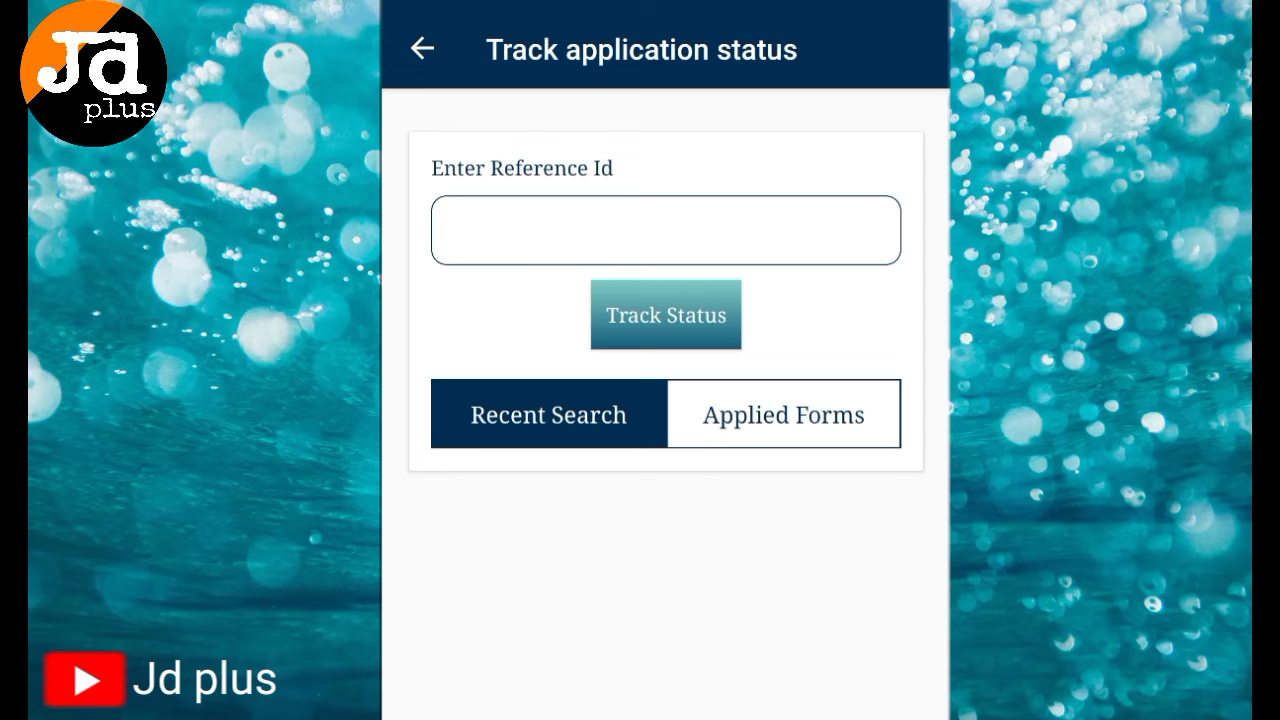 Jd
plus
Track application status
Enter Reference Id
Track Status
Recent Search
Applied Forms
Jd plus